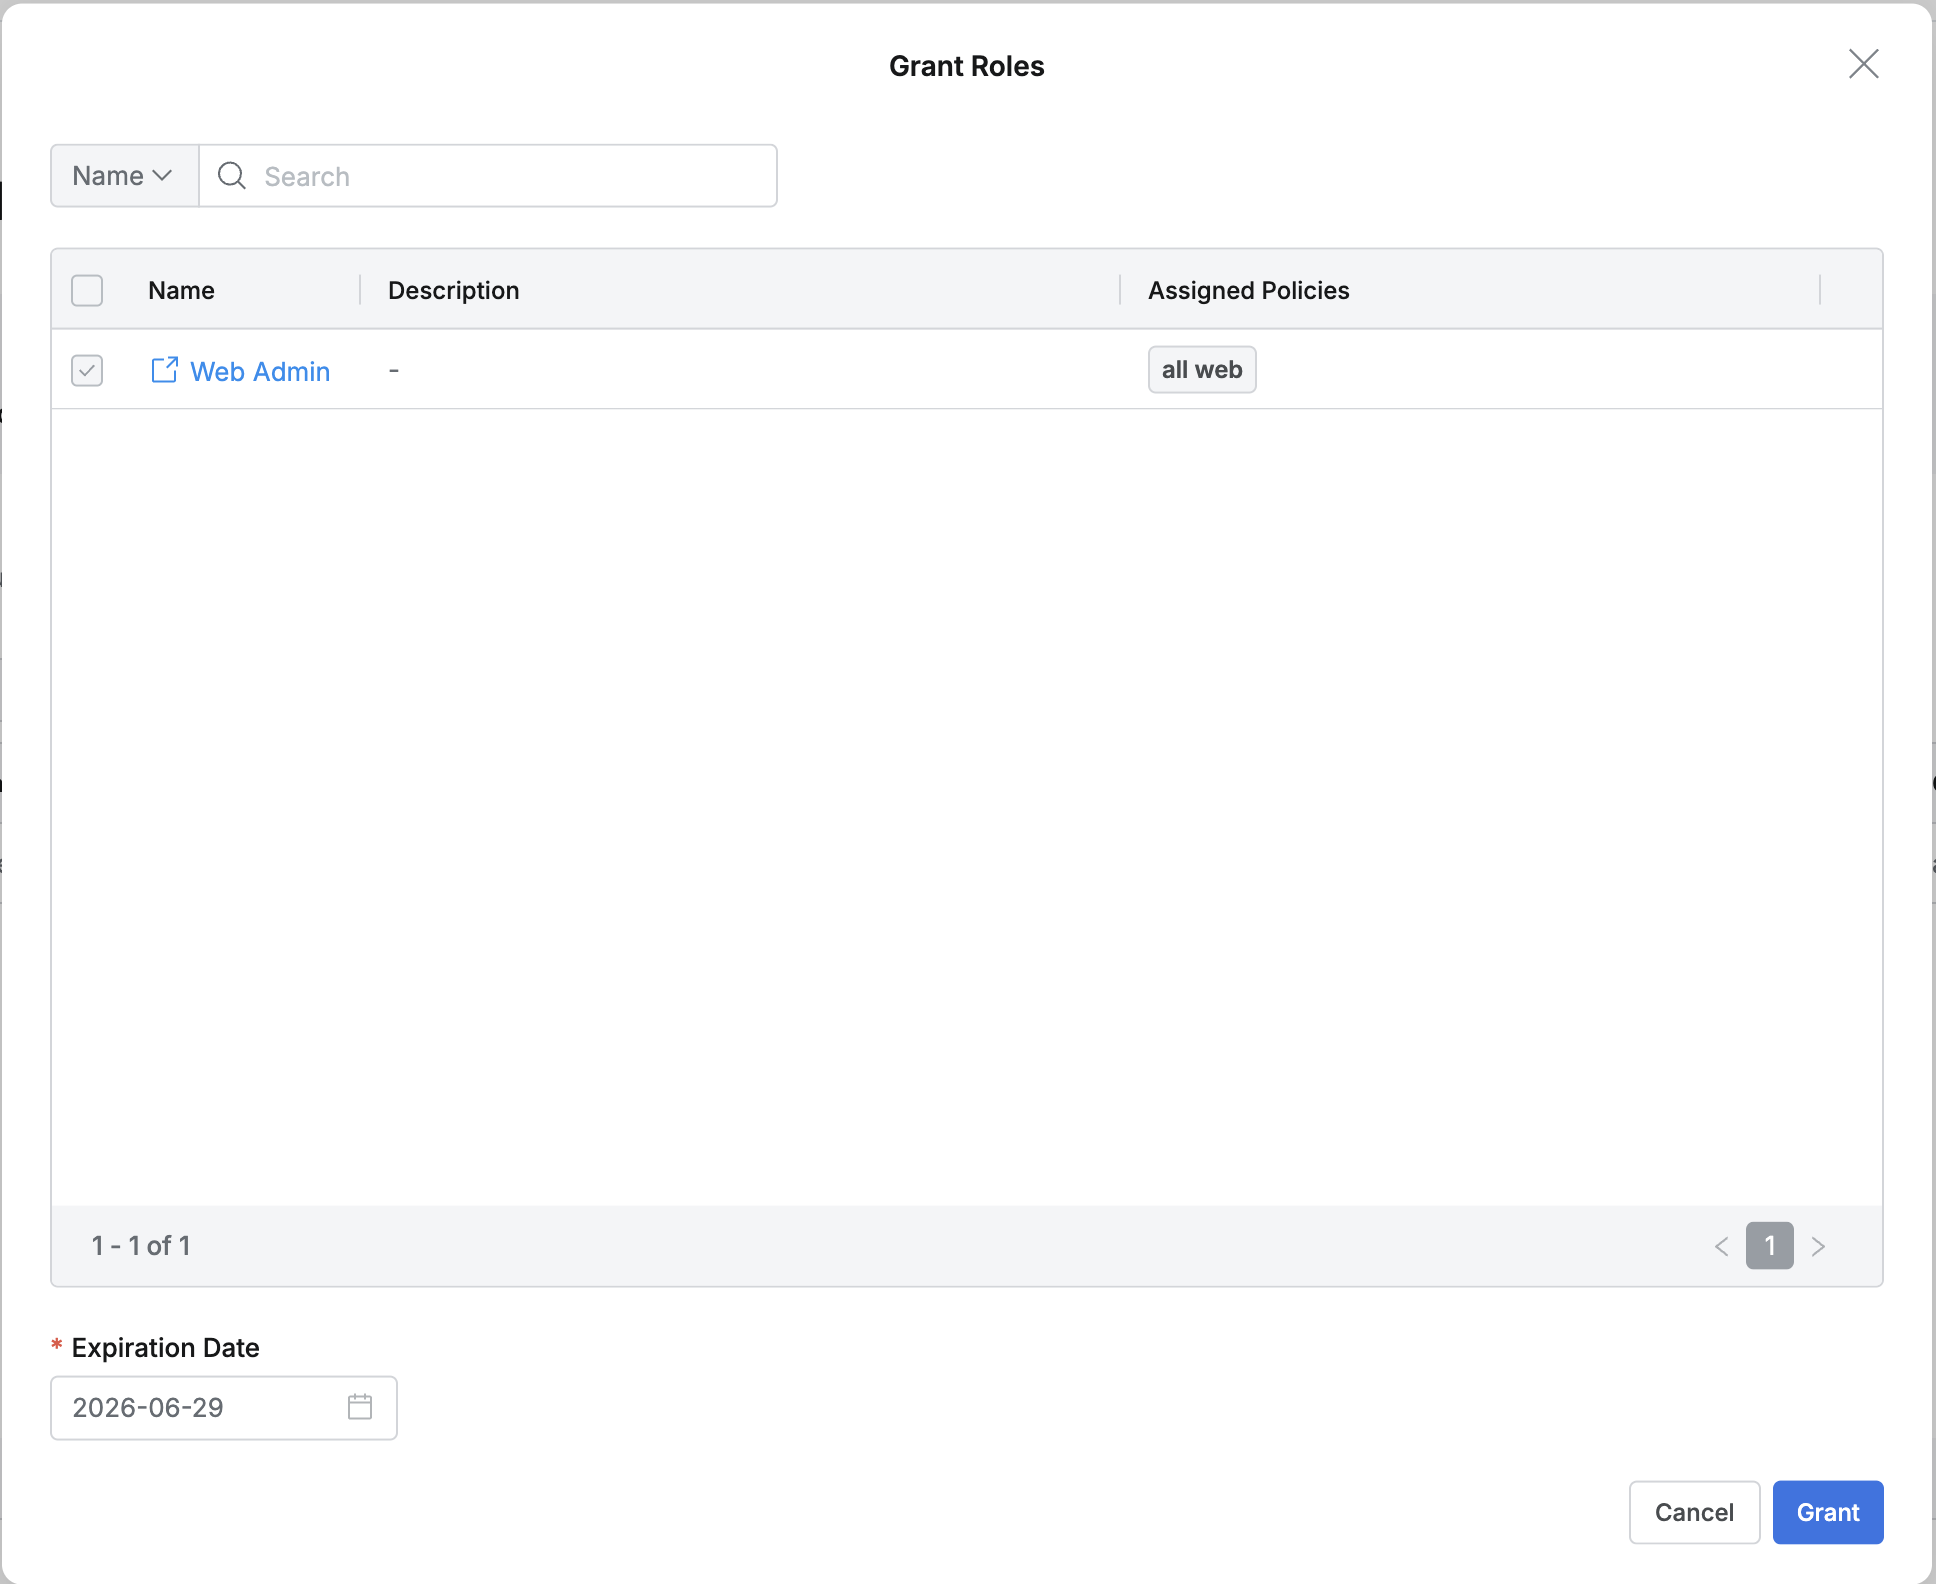 Grant Roles
Name Search
Name Description Assigned Policies
Web Admin - all web
1 - 1 of 1 < 1 >
* Expiration Date
2026-06-29
Cancel Grant